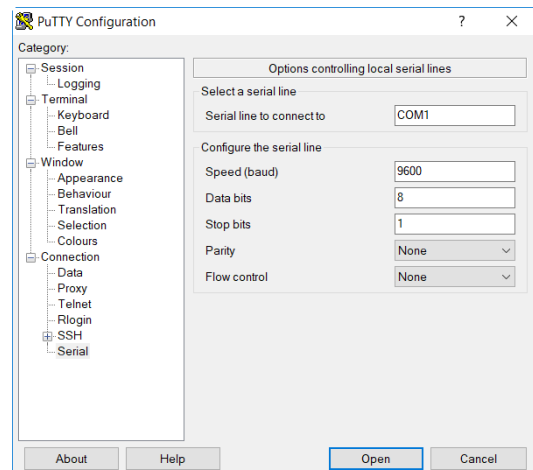 PuTTY Configuration
? ×
Category:
Session
Logging
Terminal
Keyboard
Bell
Features
Window
Appearance
Behaviour
Translation
Selection
Colours
Connection
Data
Proxy
Telnet
Rlogin
SSH
Serial
Options controlling local serial lines
Select a serial line
Serial line to connect to COM1
Configure the serial line
Speed (baud) 9600
Data bits 8
Stop bits 1
Parity None
Flow control None
About Help Open Cancel